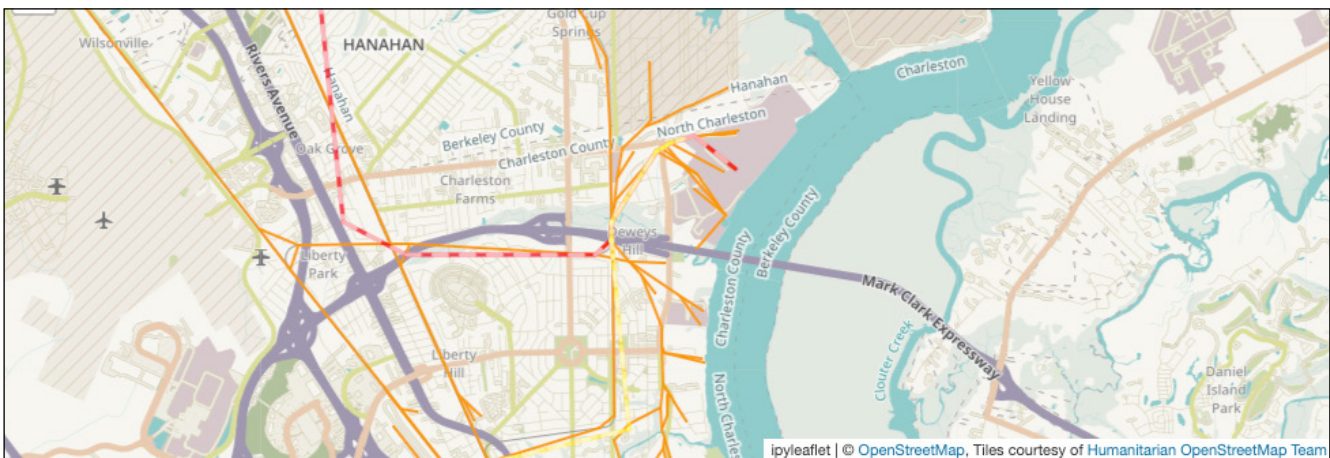 Gold Cup
Springs
Wilsonville
HANAHAN
Rivers Avenue
Hanahan
Oak Grove
Berkeley County
Charleston County
Hanahan
North Charleston
Charleston
Yellow
House
Landing
Charleston
Farms
Deweys
Hill
Liberty
Park
Charleston County
Berkeley County
Mark Clark Expressway
Clouter Creek
Liberty
Hill
North Charles
Daniel
Island
Park
ipyleaflet | © OpenStreetMap, Tiles courtesy of Humanitarian OpenStreetMap Team